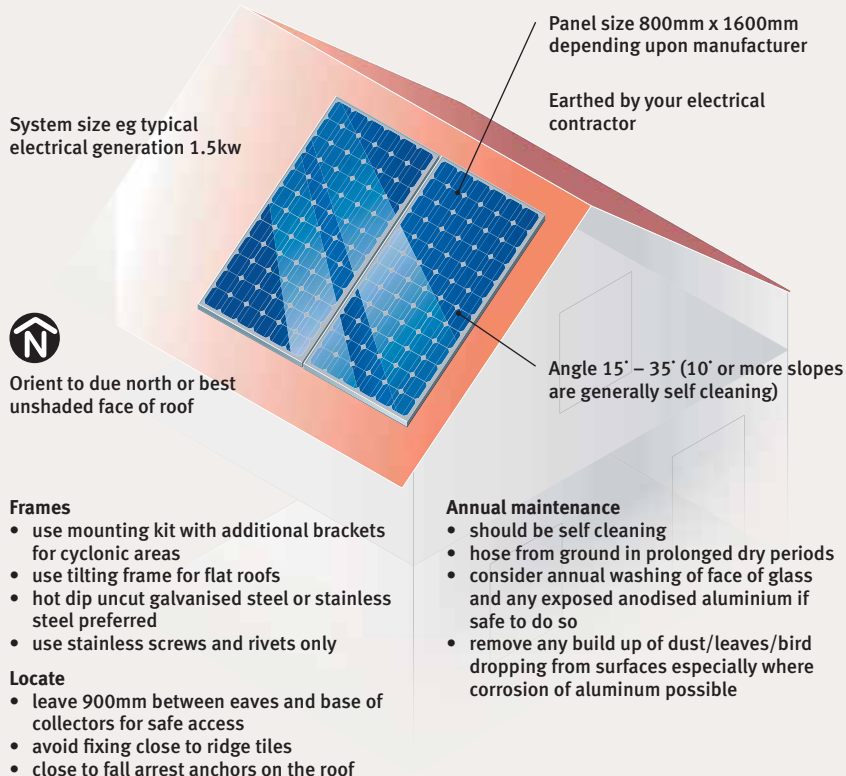 Panel size 800mm x 1600mm
depending upon manufacturer
Earthed by your electrical
contractor
System size eg typical
electrical generation 1.5kw
N
Orient to due north or best
unshaded face of roof
Angle 15˚ – 35˚ (10˚ or more slopes
are generally self cleaning)
Frames
• use mounting kit with additional brackets
for cyclonic areas
• use tilting frame for flat roofs
• hot dip uncut galvanised steel or stainless
steel preferred
• use stainless screws and rivets only
Locate
• leave 900mm between eaves and base of
collectors for safe access
• avoid fixing close to ridge tiles
• close to fall arrest anchors on the roof
Annual maintenance
• should be self cleaning
• hose from ground in prolonged dry periods
• consider annual washing of face of glass
and any exposed anodised aluminium if
safe to do so
• remove any build up of dust/leaves/bird
dropping from surfaces especially where
corrosion of aluminum possible